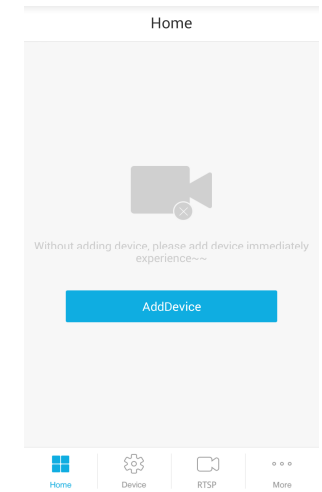 Home
Without adding device, please add device immediately
experience~~
AddDevice
Home Device RTSP More